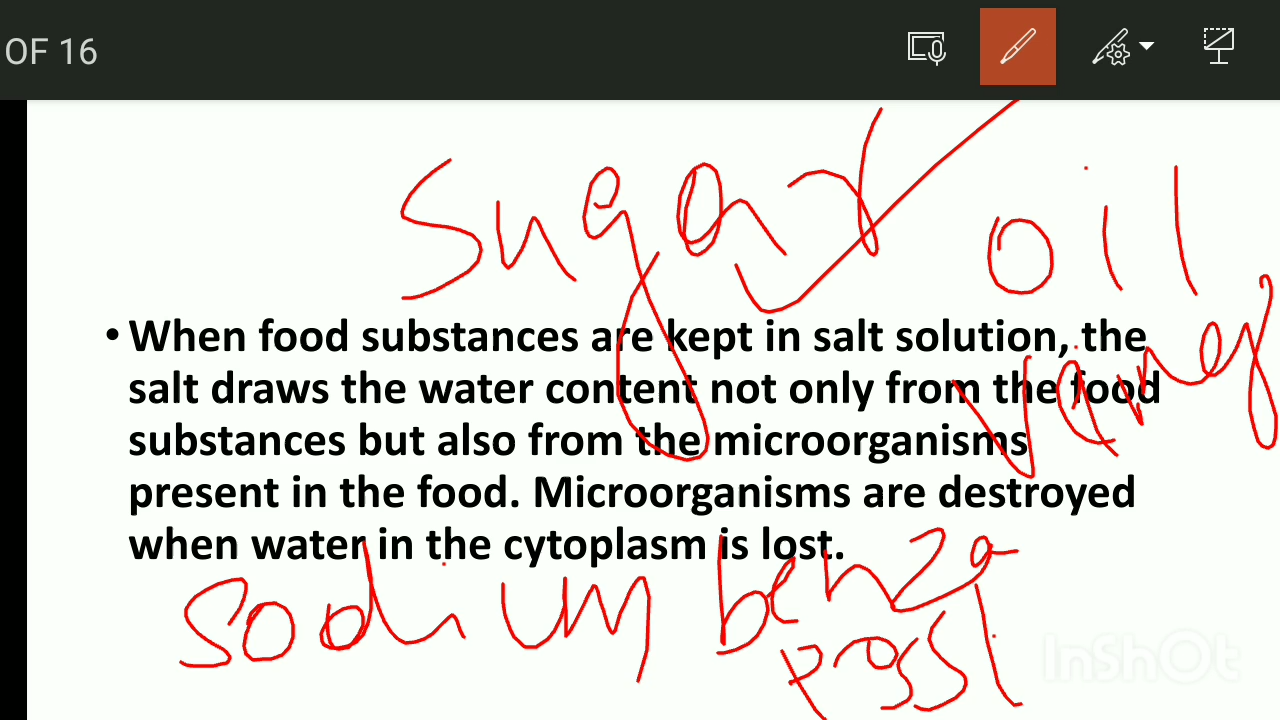 OF 16
Sugar
oil
• When food substances are kept in salt solution, the
salt draws the water content not only from the food
substances but also from the microorganisms
present in the food. Microorganisms are destroyed
when water in the cytoplasm is lost.
sodium benzo
InShOt